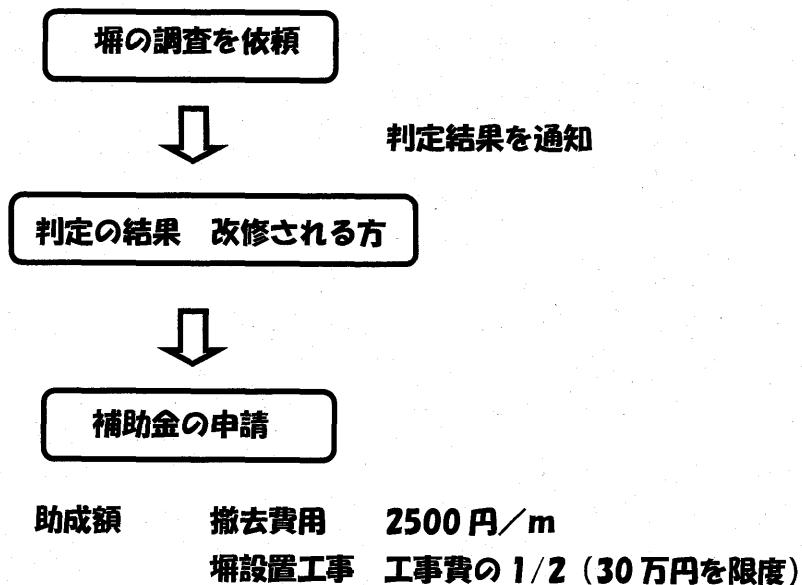 塀の調査を依頼
判定結果を通知
判定の結果　改修される方
補助金の申請
助成額　撤去費用　2500円／m
塀設置工事　工事費の1/2（30万円を限度）